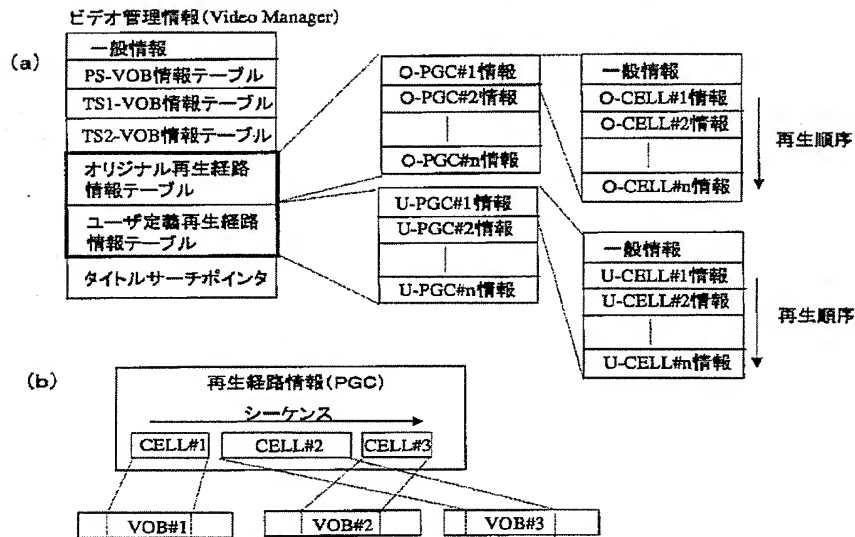 ビデオ管理情報(Video Manager)
(a)
一般情報
PS-VOB情報テーブル
TS1-VOB情報テーブル
TS2-VOB情報テーブル
オリジナル再生経路
情報テーブル
ユーザ定義再生経路
情報テーブル
タイトルサーチポインタ
O-PGC#1情報
O-PGC#2情報
O-PGC#n情報
U-PGC#1情報
U-PGC#2情報
U-PGC#n情報
一般情報
O-CELL#1情報
O-CELL#2情報
O-CELL#n情報
再生順序
一般情報
U-CELL#1情報
U-CELL#2情報
U-CELL#n情報
再生順序
(b)
再生経路情報(PGC)
シーケンス
CELL#1
CELL#2
CELL#3
VOB#1
VOB#2
VOB#3